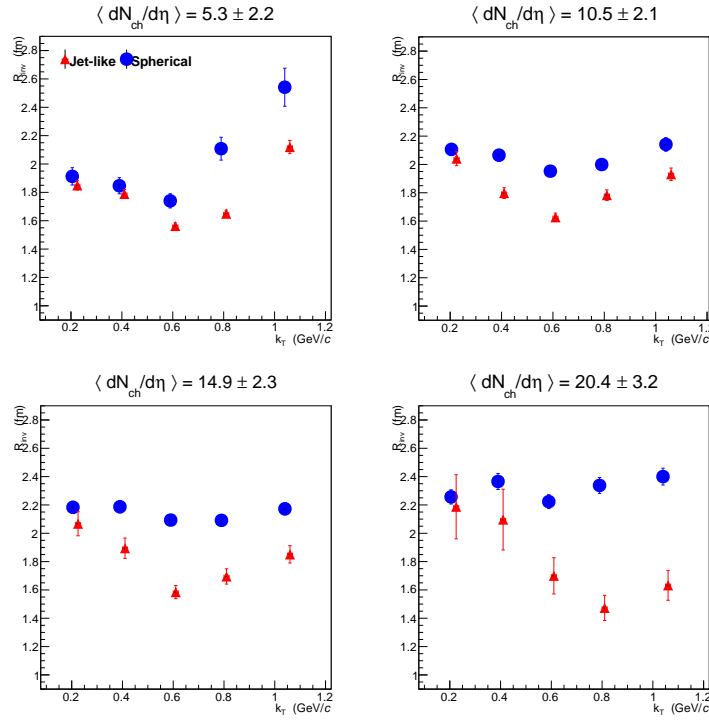 ⟨ dN_ch/dη ⟩ = 5.3 ± 2.2
R_inv (fm)
2.8
2.6
2.4
2.2
2
1.8
1.6
1.4
1.2
1
Jet-like Spherical
0.2 0.4 0.6 0.8 1 1.2
k_T (GeV/c
⟨ dN_ch/dη ⟩ = 10.5 ± 2.1
R_inv (fm)
2.8
2.6
2.4
2.2
2
1.8
1.6
1.4
1.2
1
0.2 0.4 0.6 0.8 1 1.2
k_T (GeV/c
⟨ dN_ch/dη ⟩ = 14.9 ± 2.3
R_inv (fm)
2.8
2.6
2.4
2.2
2
1.8
1.6
1.4
1.2
1
0.2 0.4 0.6 0.8 1 1.2
k_T (GeV/c
⟨ dN_ch/dη ⟩ = 20.4 ± 3.2
R_inv (fm)
2.8
2.6
2.4
2.2
2
1.8
1.6
1.4
1.2
1
0.2 0.4 0.6 0.8 1 1.2
k_T (GeV/c